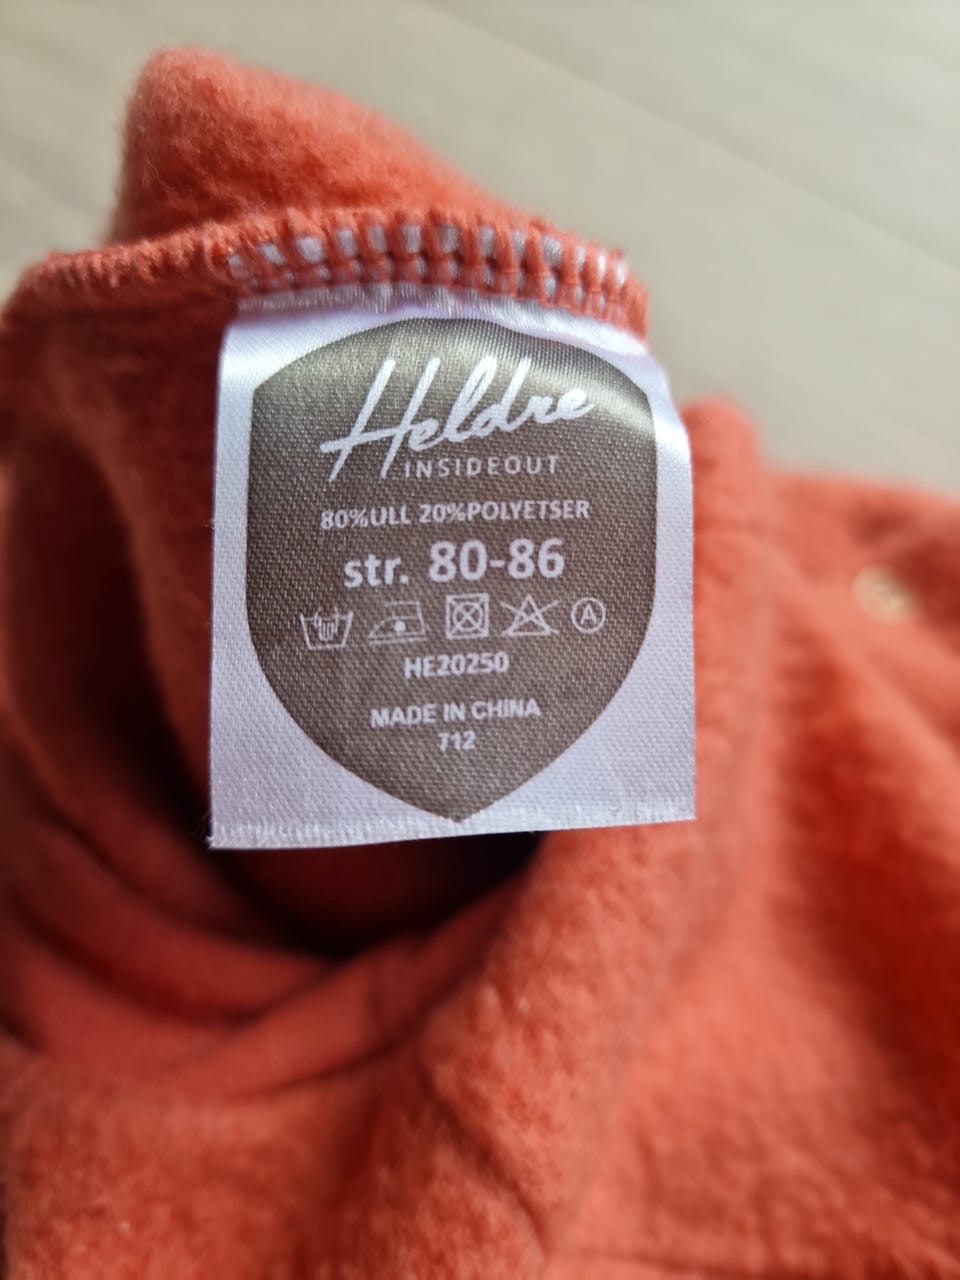 Heldre
INSIDEOUT
80%ULL 20%POLYETSER
str. 80-86
A
HE20250
MADE IN CHINA
712